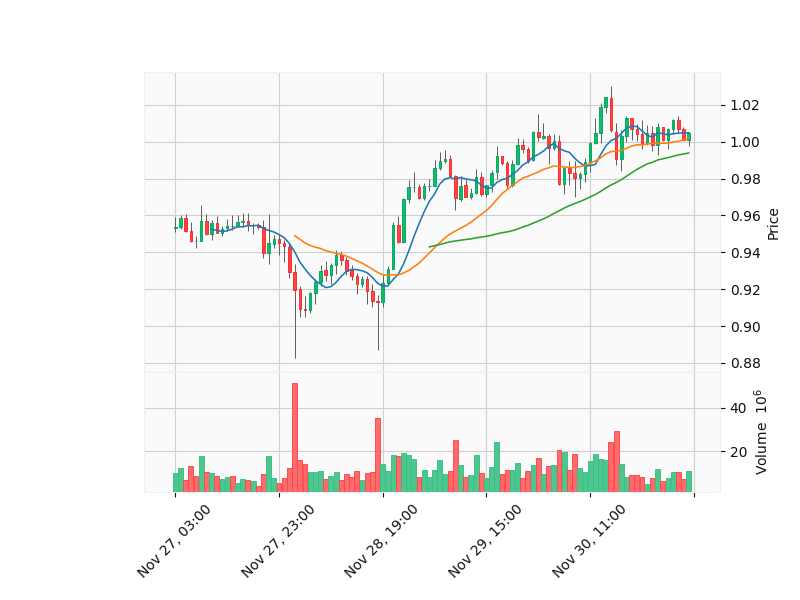 1.02
1.00
0.98
0.96
0.94
0.92
0.90
0.88
Price
40
20
Volume 10^6
Nov 27, 03:00
Nov 27, 23:00
Nov 28, 19:00
Nov 29, 15:00
Nov 30, 11:00